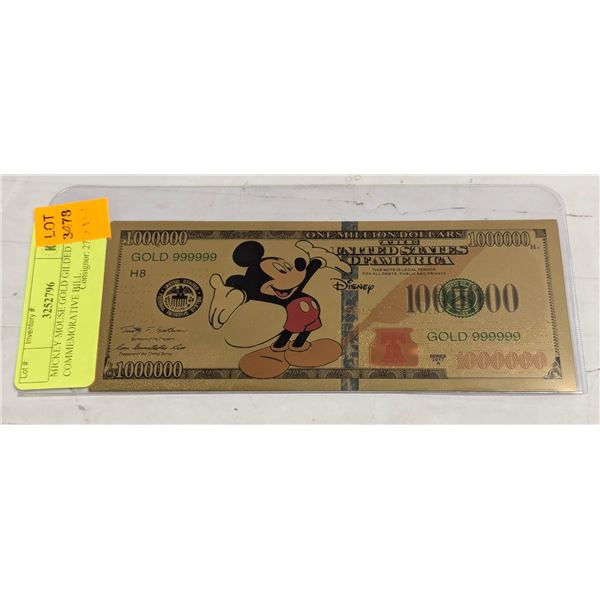 LOT
3278
Lot #
Inventory #
3252796
MICKEY MOUSE GOLD GILDED
COMMEMORATIVE BILL
Consignor: 27
1000000
ONE MILLION DOLLARS
1000000
GOLD 999999
H8
THE
UNITED STATES
OF AMERICA
THIS NOTE IS LEGAL TENDER
FOR ALL DEBTS, PUBLIC AND PRIVATE
Disney
GOLD 999999
SERIES
1000000
1000000